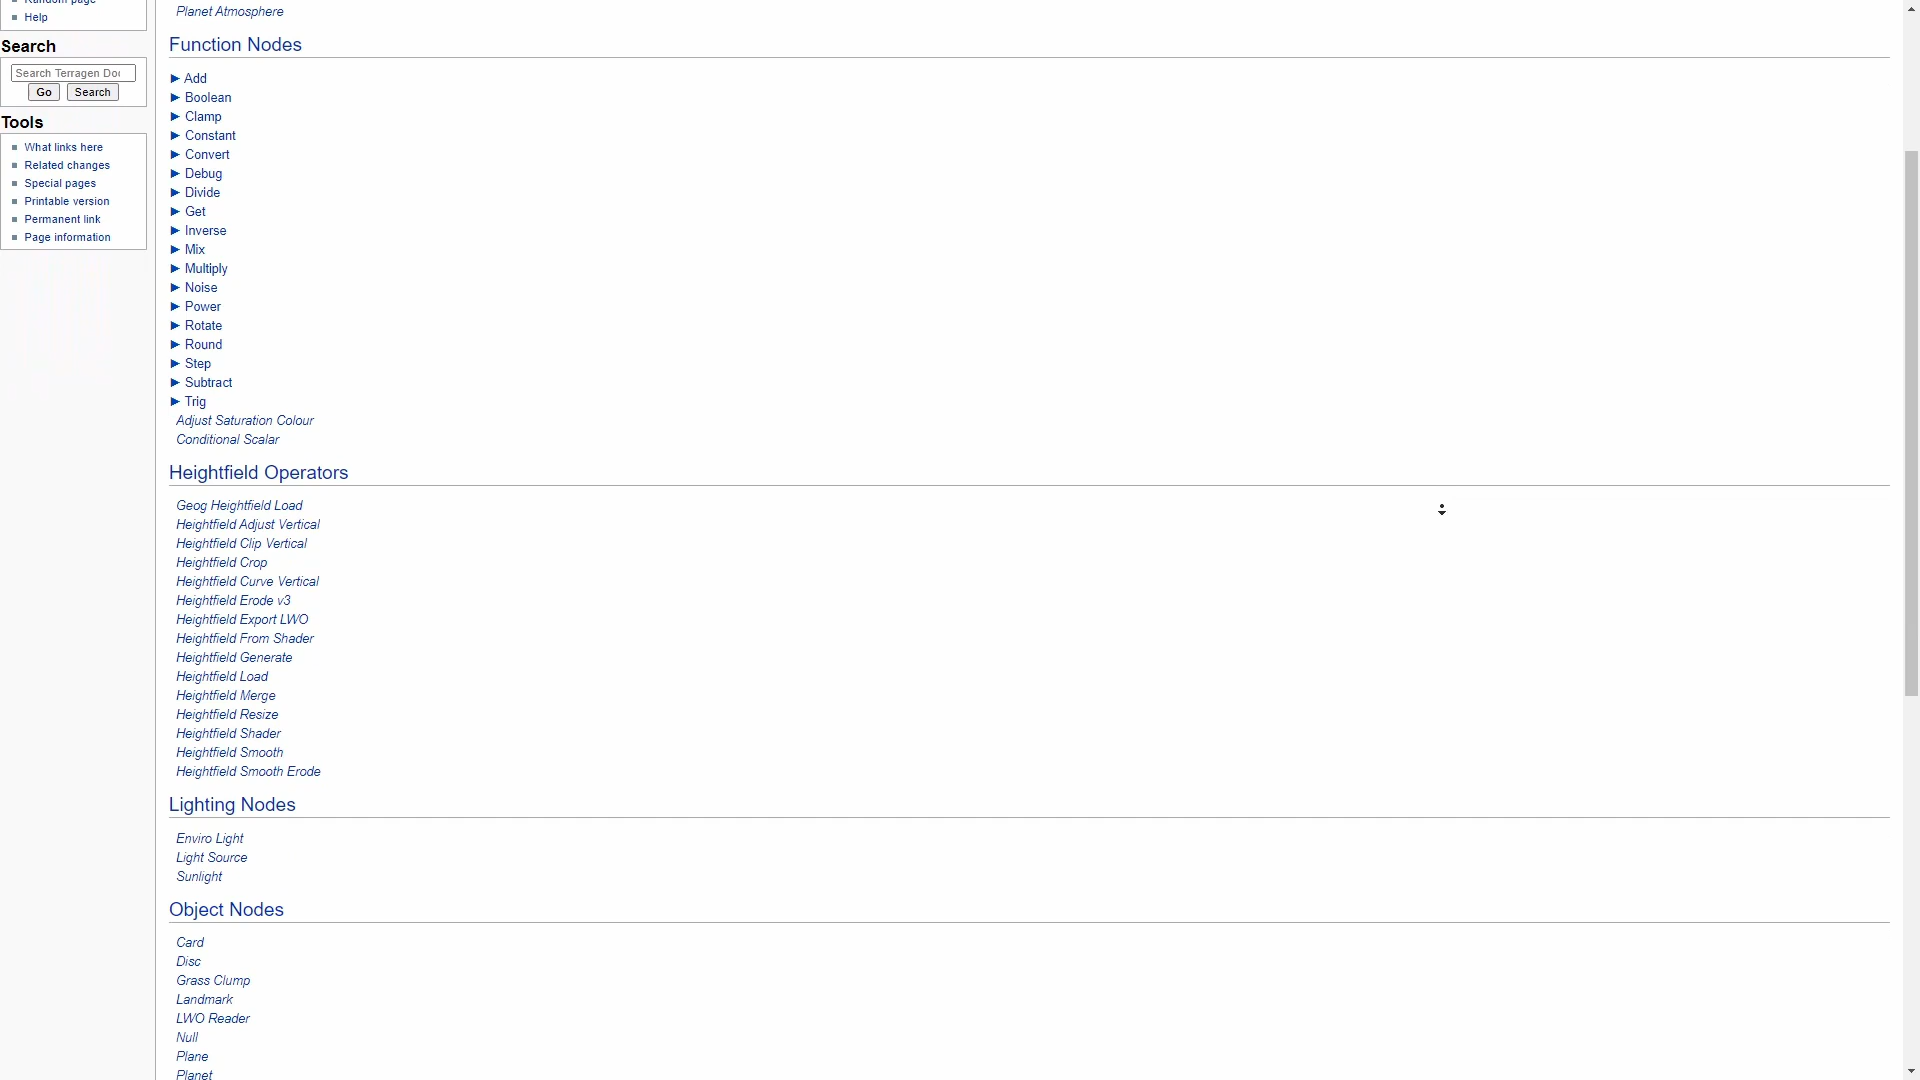 Random page
Help
Search
Search Terragen Doc
Go Search
Tools
What links here
Related changes
Special pages
Printable version
Permanent link
Page information
Planet Atmosphere
Function Nodes
► Add
► Boolean
► Clamp
► Constant
► Convert
► Debug
► Divide
► Get
► Inverse
► Mix
► Multiply
► Noise
► Power
► Rotate
► Round
► Step
► Subtract
► Trig
Adjust Saturation Colour
Conditional Scalar
Heightfield Operators
Geog Heightfield Load
Heightfield Adjust Vertical
Heightfield Clip Vertical
Heightfield Crop
Heightfield Curve Vertical
Heightfield Erode v3
Heightfield Export LWO
Heightfield From Shader
Heightfield Generate
Heightfield Load
Heightfield Merge
Heightfield Resize
Heightfield Shader
Heightfield Smooth
Heightfield Smooth Erode
Lighting Nodes
Enviro Light
Light Source
Sunlight
Object Nodes
Card
Disc
Grass Clump
Landmark
LWO Reader
Null
Plane
Planet